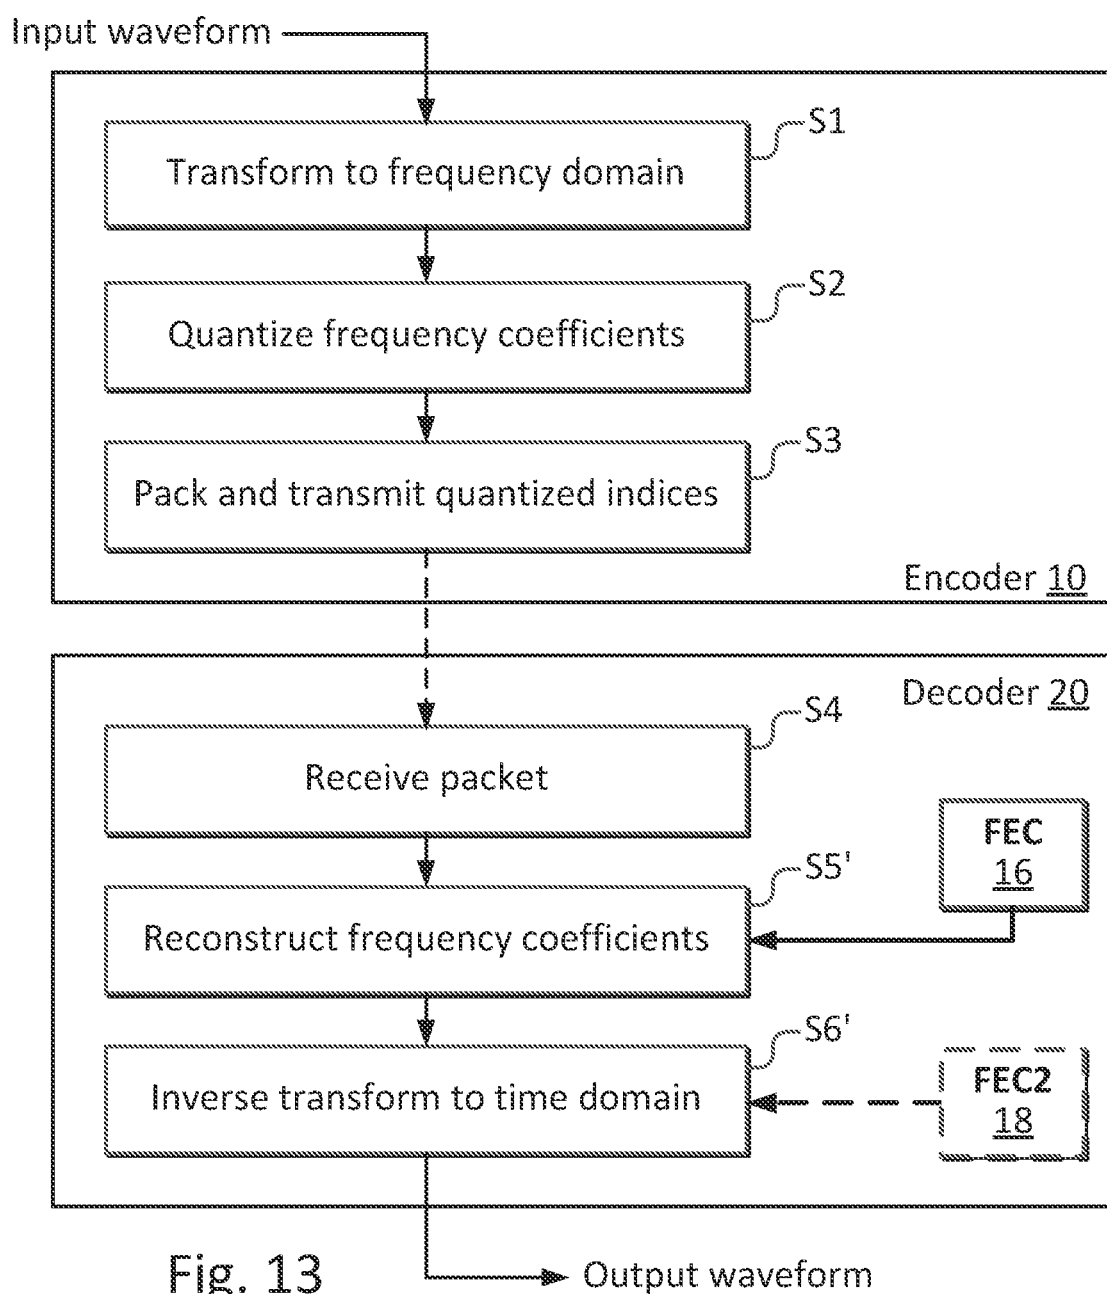 Input waveform
S1
Transform to frequency domain
S2
Quantize frequency coefficients
S3
Pack and transmit quantized indices
Encoder 10
Decoder 20
S4
Receive packet
FEC
16
S5'
Reconstruct frequency coefficients
S6'
Inverse transform to time domain
FEC2
18
Fig. 13
Output waveform